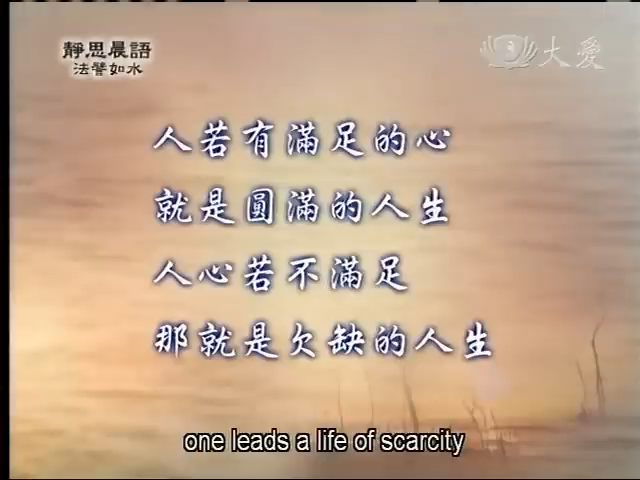 靜思晨語
法譬如水
大愛
人若有滿足的心
就是圓滿的人生
人心若不滿足
那就是欠缺的人生
one leads a life of scarcity